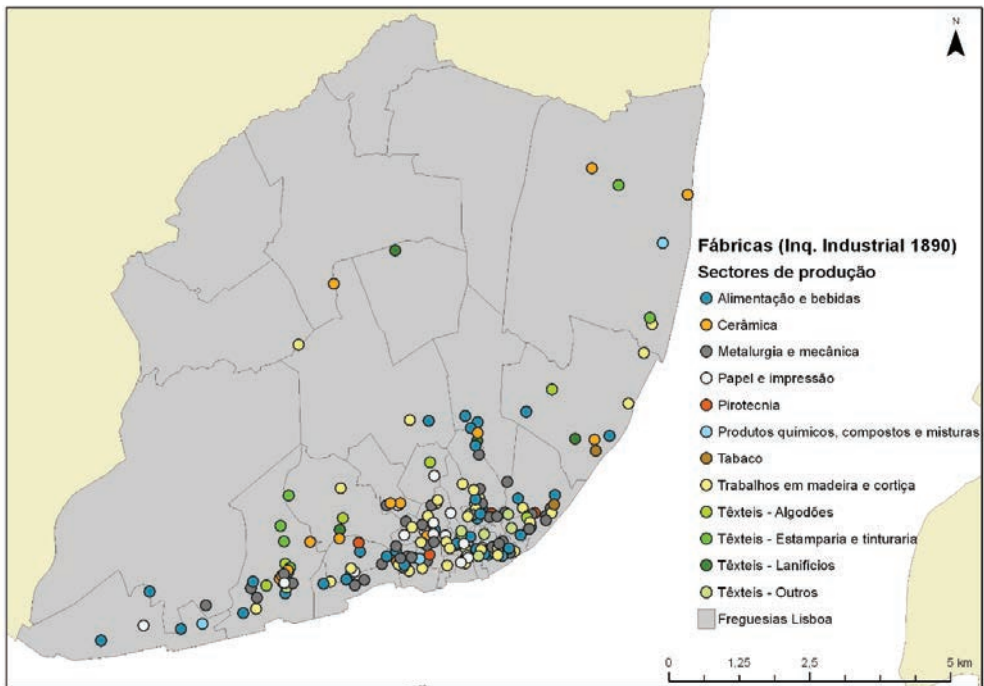 N
Fábricas (Inq. Industrial 1890)
Sectores de produção
Alimentação e bebidas
Cerâmica
Metalurgia e mecânica
Papel e impressão
Pirotecnia
Produtos químicos, compostos e misturas
Tabaco
Trabalhos em madeira e cortiça
Têxteis - Algodões
Têxteis - Estamparia e tinturaria
Têxteis - Lanifícios
Têxteis - Outros
Freguesias Lisboa
0 1,25 2,5 5 km